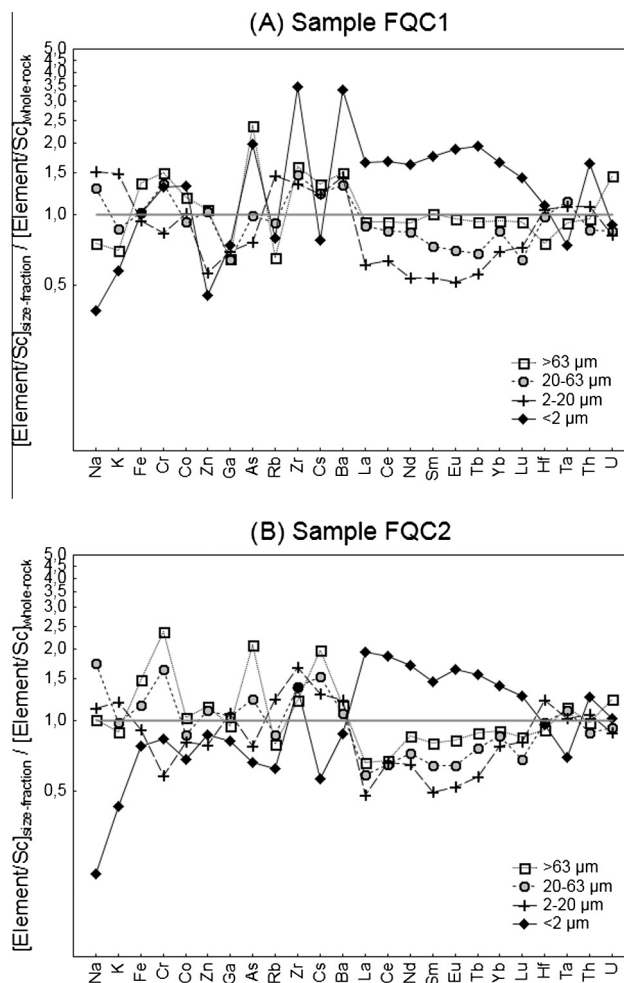 (A) Sample FQC1
[Element/Sc]size-fraction / [Element/Sc]whole-rock
5,0
4,5
4,0
3,5
3,0
2,5
2,0
1,5
1,0
0,5
>63 µm
20-63 µm
2-20 µm
<2 µm
Na K Fe Cr Co Zn Ga As Rb Zr Cs Ba La Ce Nd Sm Eu Tb Yb Lu Hf Ta Th U
(B) Sample FQC2
[Element/Sc]size-fraction / [Element/Sc]whole-rock
5,0
4,5
4,0
3,5
3,0
2,5
2,0
1,5
1,0
0,5
>63 µm
20-63 µm
2-20 µm
<2 µm
Na K Fe Cr Co Zn Ga As Rb Zr Cs Ba La Ce Nd Sm Eu Tb Yb Lu Hf Ta Th U